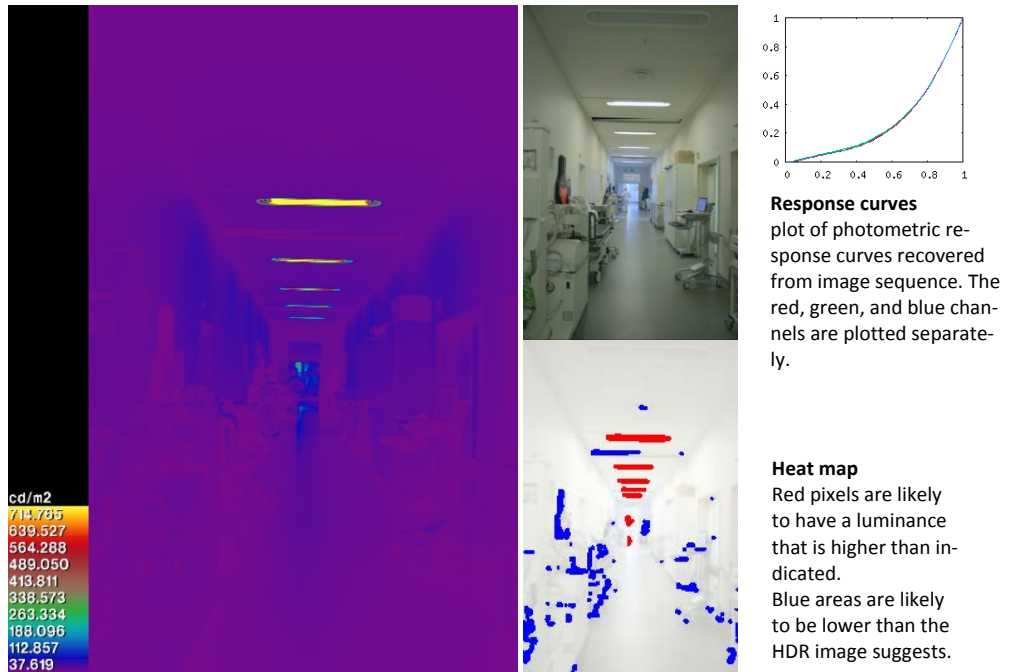 cd/m2
714.765
639.527
564.288
489.050
413.811
338.573
263.334
188.096
112.857
37.619
1
0.8
0.6
0.4
0.2
0
0 0.2 0.4 0.6 0.8 1
Response curves
plot of photometric re-
sponse curves recovered
from image sequence. The
red, green, and blue chan-
nels are plotted separate-
ly.
Heat map
Red pixels are likely
to have a luminance
that is higher than in-
dicated.
Blue areas are likely
to be lower than the
HDR image suggests.